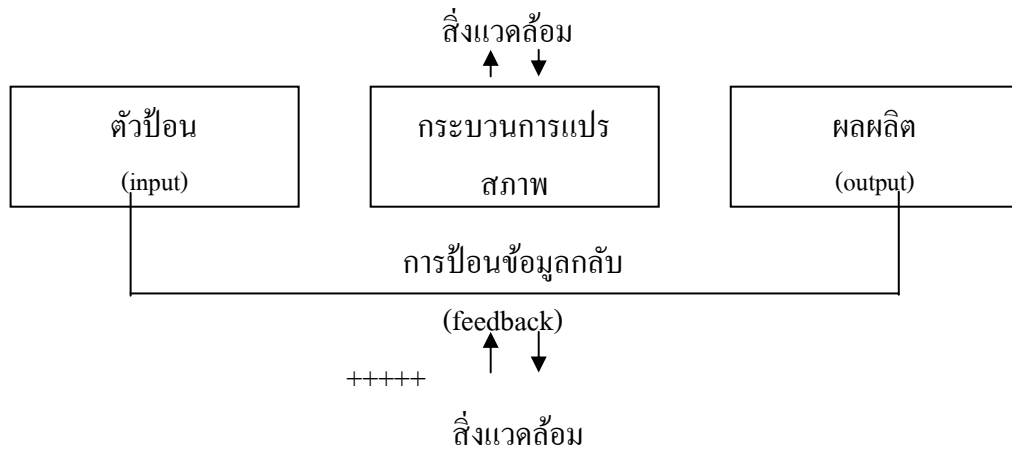 สิ่งแวดล้อม
ตัวป้อน
(input)
กระบวนการแปร
สภาพ
ผลผลิต
(output)
การป้อนข้อมูลกลับ
(feedback)
+++++
สิ่งแวดล้อม